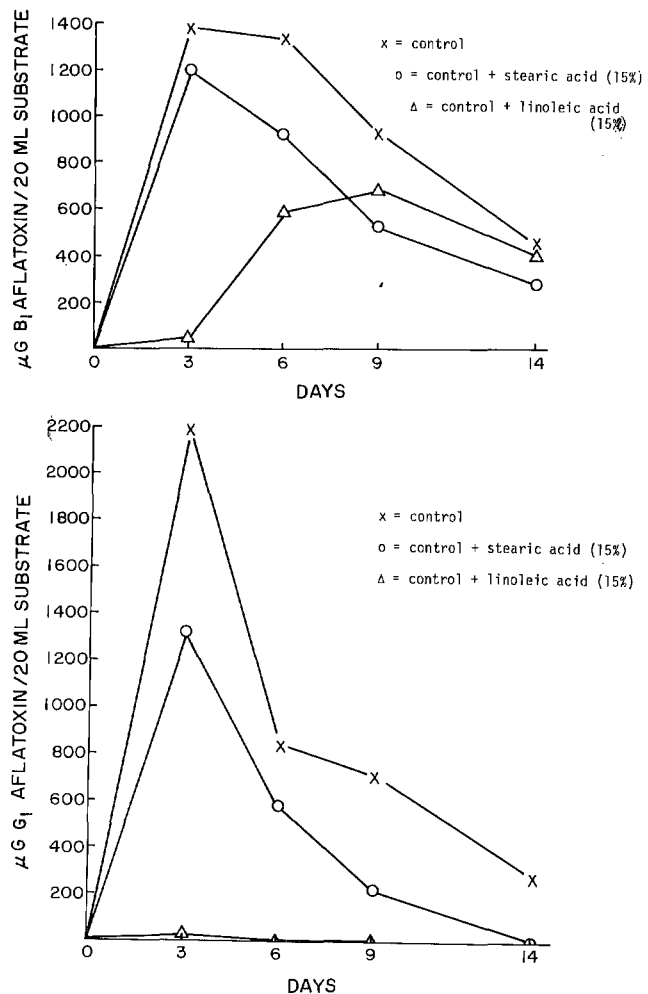 μG B1 AFLATOXIN/20 ML SUBSTRATE
1400
1200
1000
800
600
400
200
0
3
6
9
14
DAYS
x = control
o = control + stearic acid (15%)
Δ = control + linoleic acid
(15%)
μG G1 AFLATOXIN/20 ML SUBSTRATE
2200
2000
1800
1600
1400
1200
1000
800
600
400
200
0
3
6
9
14
DAYS
x = control
o = control + stearic acid (15%)
Δ = control + linoleic acid (15%)